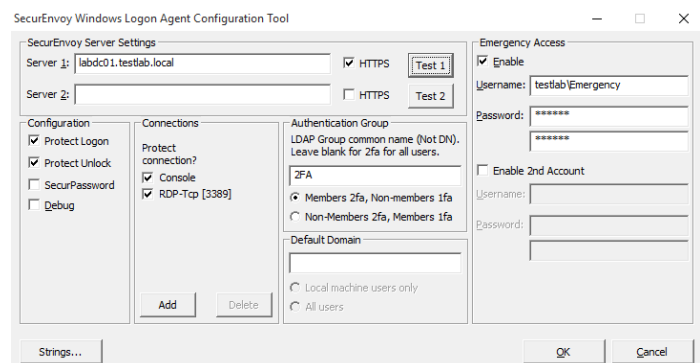 SecurEnvoy Windows Logon Agent Configuration Tool
SecurEnvoy Server Settings
Server 1: labdc01.testlab.local HTTPS Test 1
Server 2: HTTPS Test 2
Configuration
Protect Logon
Protect Unlock
SecurPassword
Debug
Connections
Protect
connection?
Console
RDP-Tcp [3389]
Add Delete
Authentication Group
LDAP Group common name (Not DN).
Leave blank for 2fa for all users.
2FA
Members 2fa, Non-members 1fa
Non-Members 2fa, Members 1fa
Default Domain
Local machine users only
All users
Emergency Access
Enable
Username: testlab\Emergency
Password: ******
******
Enable 2nd Account
Username:
Password:
Strings...
OK Cancel